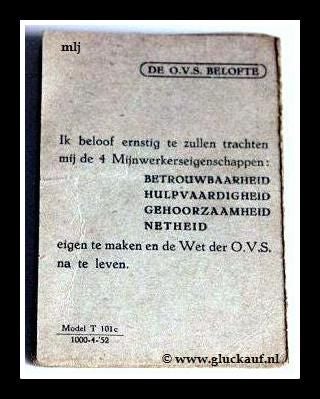 mlj
DE O.V.S. BELOFTE
Ik beloof ernstig te zullen trachten
mij de 4 Mijnwerkerseigenschappen:
BETROUWBAARHEID
HULPVAARDIGHEID
GEHOORZAAMHEID
NETHEID
eigen te maken en de Wet der O.V.S.
na te leven.
Model T 101c
1000-4-'52
© www.gluckauf.nl